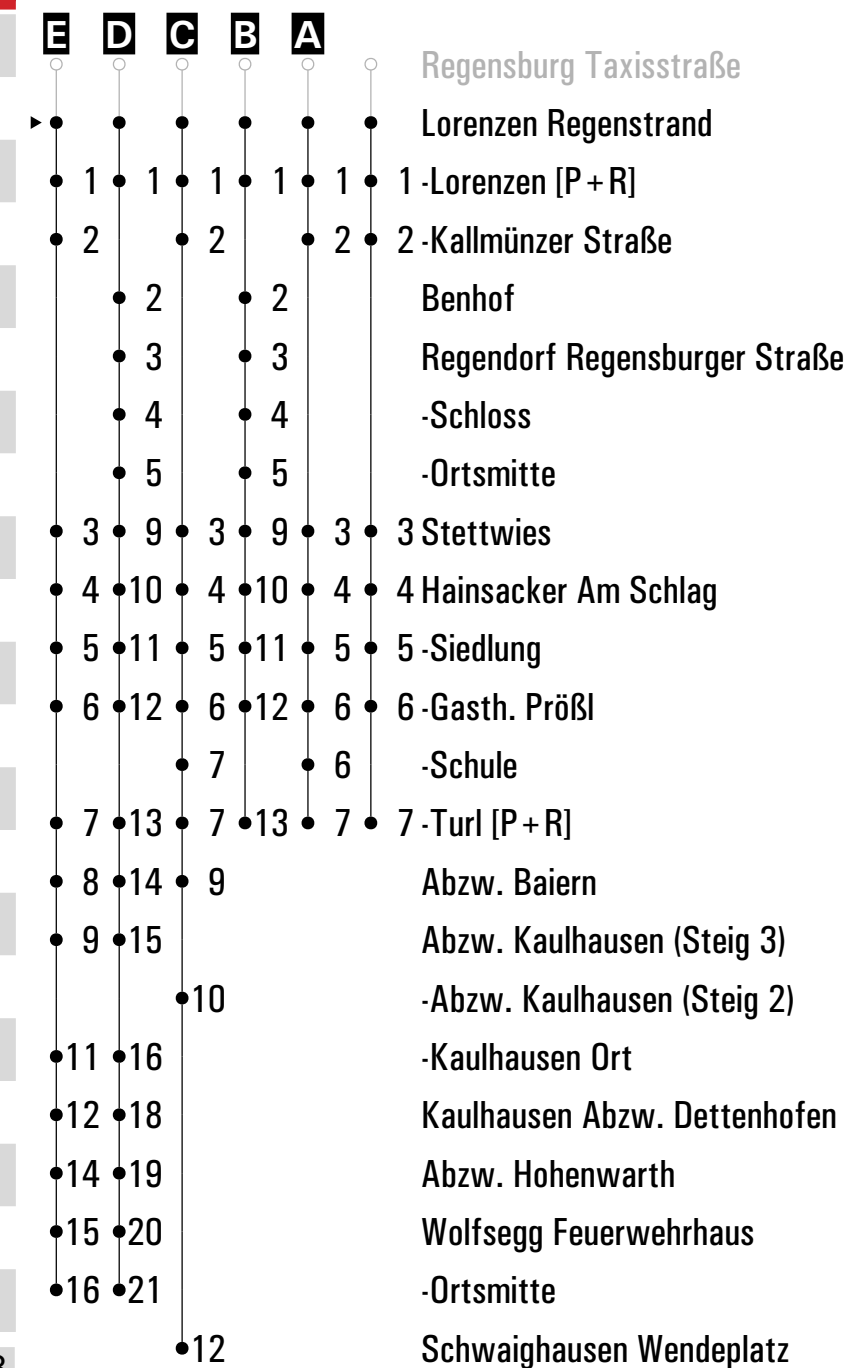 E D C B A
Regensburg Taxisstraße
Lorenzen Regenstrand
1 1 1 1 1 1 -Lorenzen [P+R]
2 2 2 2 -Kallmünzer Straße
2 2 Benhof
3 3 Regendorf Regensburger Straße
4 4 -Schloss
5 5 -Ortsmitte
3 9 3 9 3 3 Stettwies
4 10 4 10 4 4 Hainsacker Am Schlag
5 11 5 11 5 5 -Siedlung
6 12 6 12 6 6 -Gasth. Prößl
7 6 -Schule
7 13 7 13 7 7 -Turl [P+R]
8 14 9 Abzw. Baiern
9 15 Abzw. Kaulhausen (Steig 3)
10 -Abzw. Kaulhausen (Steig 2)
11 16 -Kaulhausen Ort
12 18 Kaulhausen Abzw. Dettenhofen
14 19 Abzw. Hohenwarth
15 20 Wolfsegg Feuerwehrhaus
16 21 -Ortsmitte
12 Schwaighausen Wendeplatz